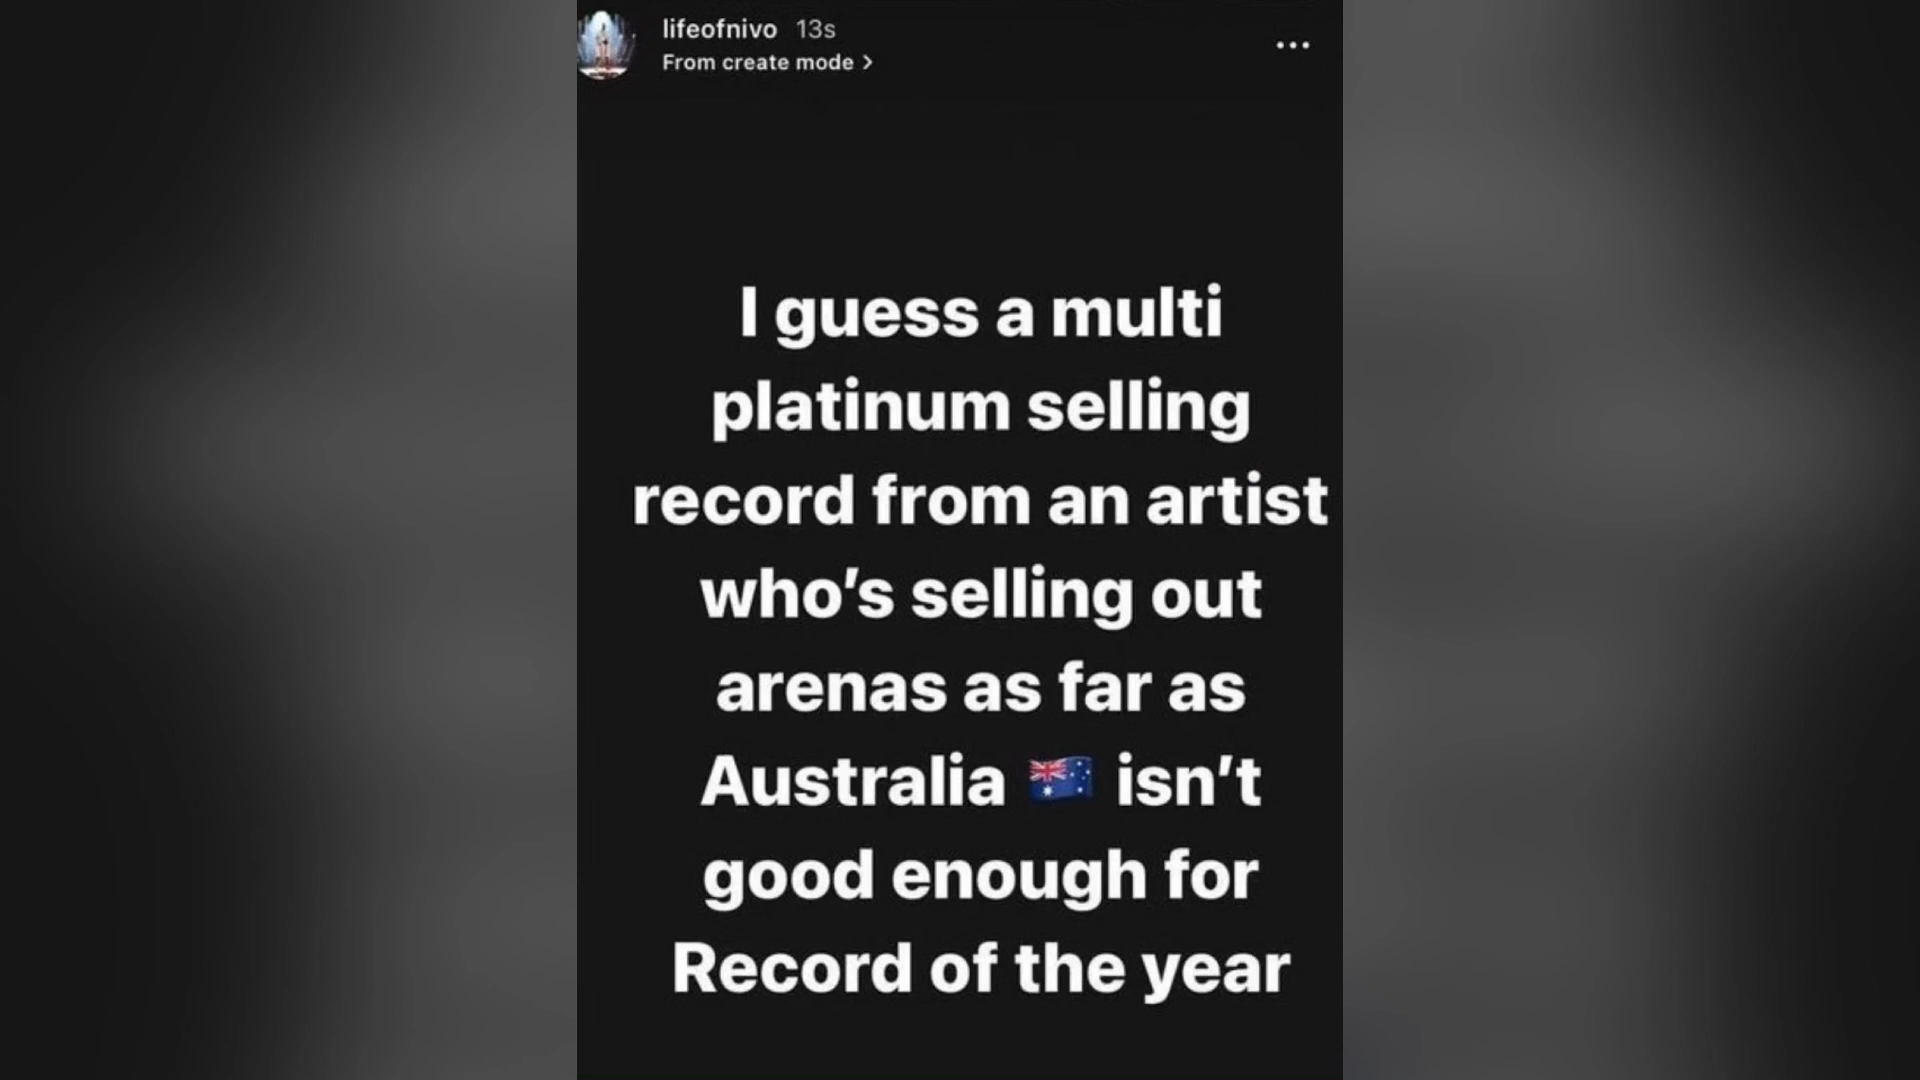 lifeofnivo 13s
From create mode >
I guess a multi
platinum selling
record from an artist
who’s selling out
arenas as far as
Australia 🇦🇺 isn’t
good enough for
Record of the year